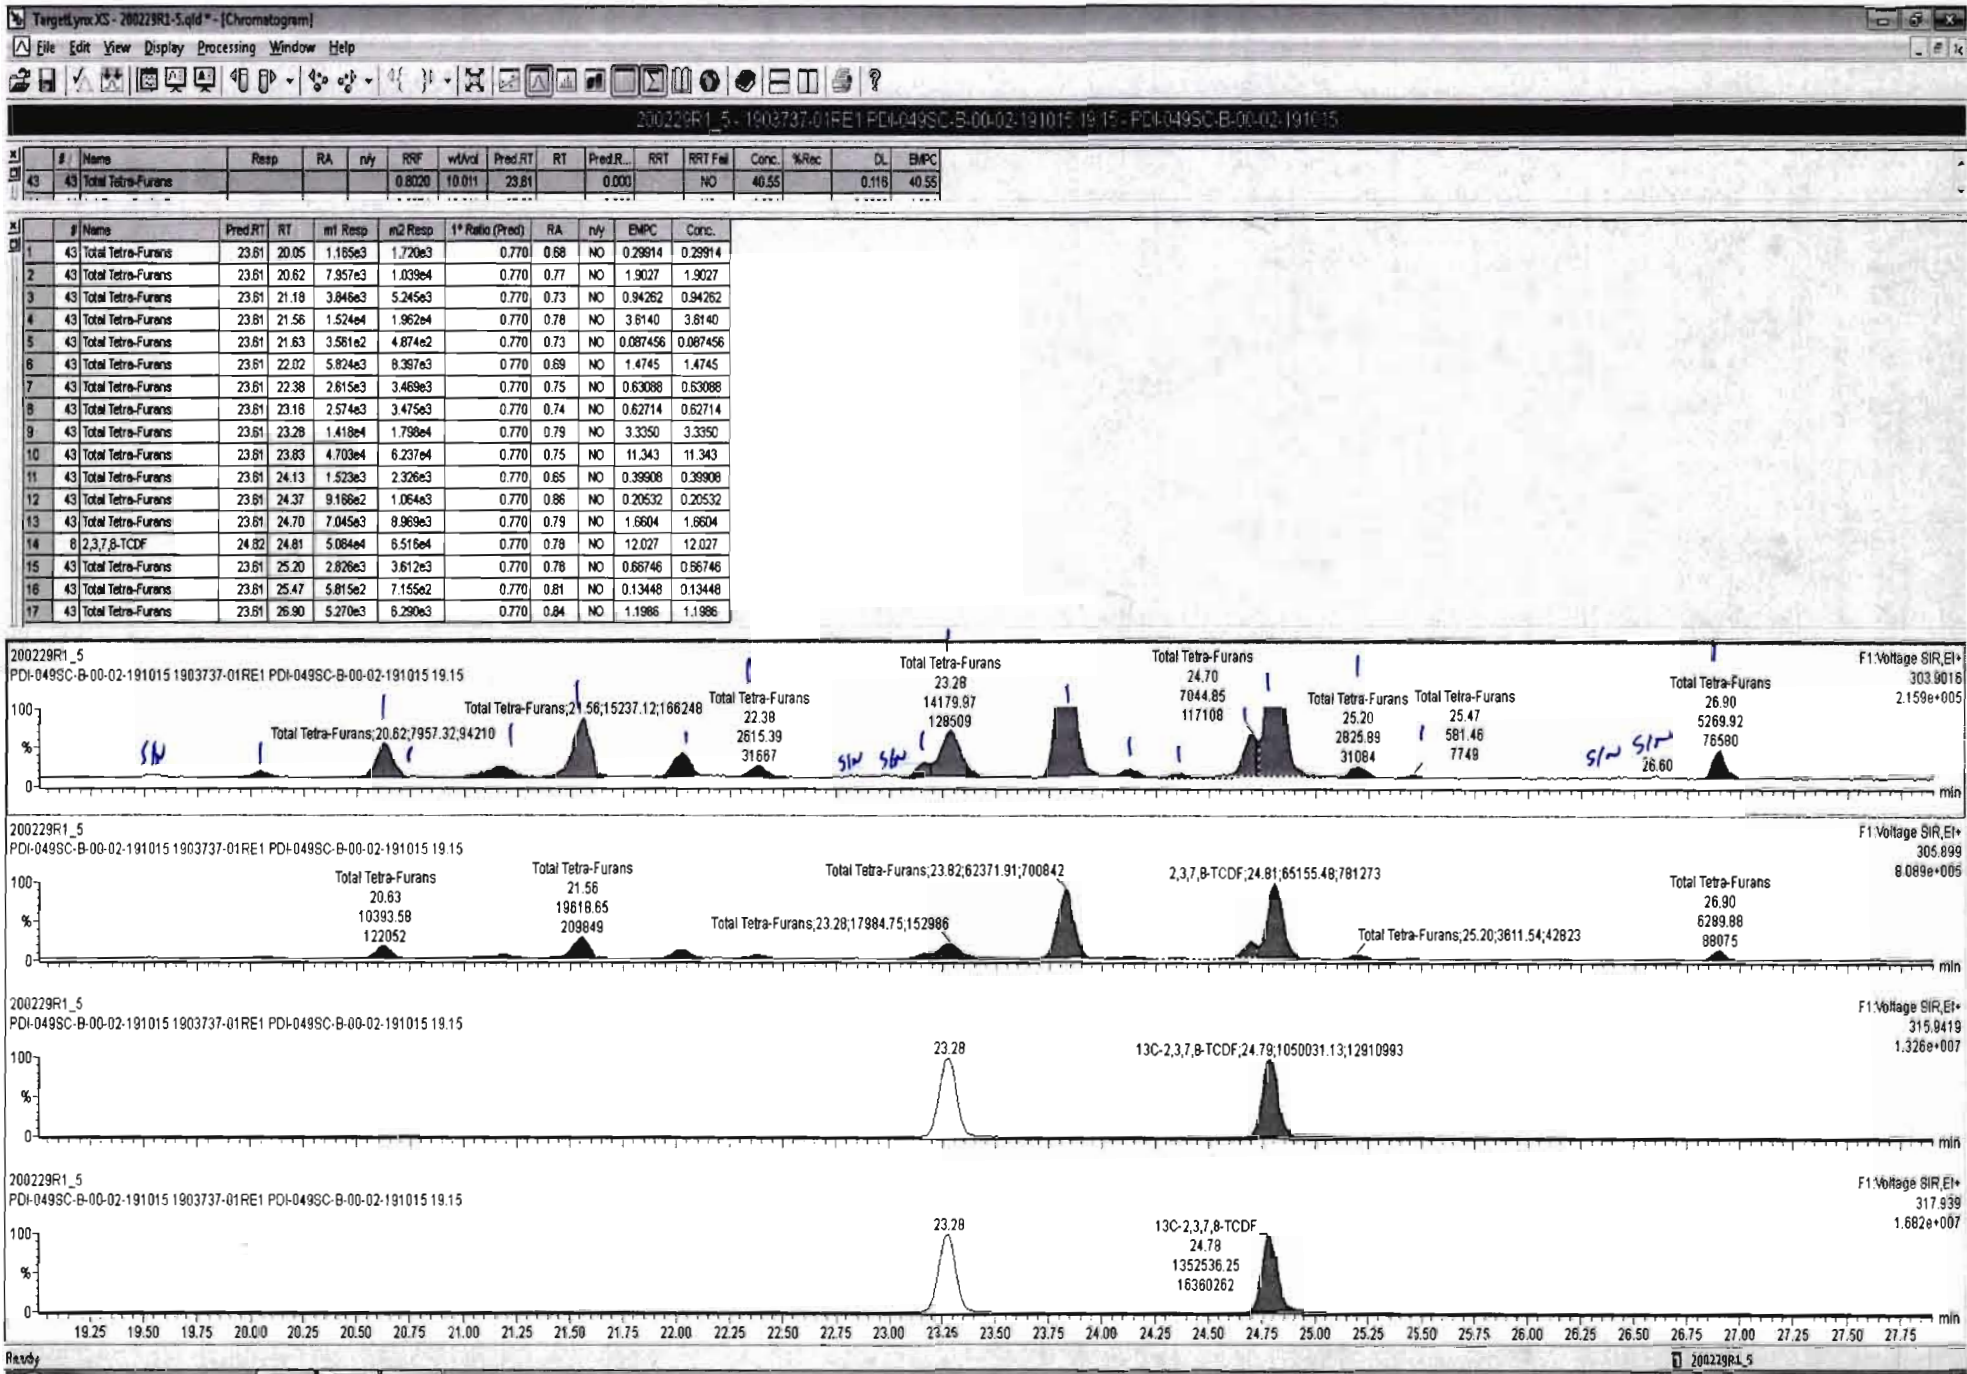 TargetLynx XS - 200229R1-5.qld * - [Chromatogram]
File Edit View Display Processing Window Help
200229R1_5 - 1903737-01RE1 PDI-049SC-B-00-02-191015 19.15 - PDI-049SC-B-00-02-191015
# Name Resp RA n/y RRF wt/vol Pred.RT RT Pred.R... RRT RRT Fail Conc. %Rec DL EMPC
43 43 Total Tetra-Furans 0.8020 10.011 23.61 0.000 NO 40.55 0.116 40.55
# Name Pred.RT RT m1 Resp m2 Resp 1° Ratio (Pred) RA n/y EMPC Conc.
1 43 Total Tetra-Furans 23.61 20.05 1.165e3 1.720e3 0.770 0.68 NO 0.29914 0.29914
2 43 Total Tetra-Furans 23.61 20.62 7.957e3 1.039e4 0.770 0.77 NO 1.9027 1.9027
3 43 Total Tetra-Furans 23.61 21.18 3.846e3 5.245e3 0.770 0.73 NO 0.94262 0.94262
4 43 Total Tetra-Furans 23.61 21.56 1.524e4 1.962e4 0.770 0.78 NO 3.6140 3.6140
5 43 Total Tetra-Furans 23.61 21.63 3.561e2 4.874e2 0.770 0.73 NO 0.087456 0.087456
6 43 Total Tetra-Furans 23.61 22.02 5.824e3 8.397e3 0.770 0.69 NO 1.4745 1.4745
7 43 Total Tetra-Furans 23.61 22.38 2.615e3 3.469e3 0.770 0.75 NO 0.63088 0.63088
8 43 Total Tetra-Furans 23.61 23.16 2.574e3 3.475e3 0.770 0.74 NO 0.62714 0.62714
9 43 Total Tetra-Furans 23.61 23.28 1.418e4 1.798e4 0.770 0.79 NO 3.3350 3.3350
10 43 Total Tetra-Furans 23.61 23.83 4.703e4 6.237e4 0.770 0.75 NO 11.343 11.343
11 43 Total Tetra-Furans 23.61 24.13 1.523e3 2.326e3 0.770 0.65 NO 0.39908 0.39908
12 43 Total Tetra-Furans 23.61 24.37 9.166e2 1.064e3 0.770 0.86 NO 0.20532 0.20532
13 43 Total Tetra-Furans 23.61 24.70 7.045e3 8.969e3 0.770 0.79 NO 1.6604 1.6604
14 8 2,3,7,8-TCDF 24.82 24.81 5.084e4 6.516e4 0.770 0.78 NO 12.027 12.027
15 43 Total Tetra-Furans 23.61 25.20 2.826e3 3.612e3 0.770 0.78 NO 0.66746 0.66746
16 43 Total Tetra-Furans 23.61 25.47 5.815e2 7.155e2 0.770 0.81 NO 0.13448 0.13448
17 43 Total Tetra-Furans 23.61 26.90 5.270e3 6.290e3 0.770 0.84 NO 1.1986 1.1986
200229R1_5
PDI-049SC-B-00-02-191015 1903737-01RE1 PDI-049SC-B-00-02-191015 19.15
F1:Voltage SIR,EI+
303.9016
2.159e+005
100
%
0
S/N
Total Tetra-Furans;20.62;7957.32;94210
Total Tetra-Furans;21.56;15237.12;166248
Total Tetra-Furans
22.38
2615.39
31667
S/N S/N
Total Tetra-Furans
23.28
14179.97
128509
Total Tetra-Furans
24.70
7044.85
117108
Total Tetra-Furans
25.20
2825.89
31084
Total Tetra-Furans
25.47
581.46
7749
S/N S/N
26.60
Total Tetra-Furans
26.90
5269.92
76580
min
200229R1_5
PDI-049SC-B-00-02-191015 1903737-01RE1 PDI-049SC-B-00-02-191015 19.15
F1:Voltage SIR,EI+
305.899
8.089e+005
100
%
0
Total Tetra-Furans
20.63
10393.58
122052
Total Tetra-Furans
21.56
19618.65
209849
Total Tetra-Furans;23.28;17984.75;152986
Total Tetra-Furans;23.82;62371.91;700842
2,3,7,8-TCDF;24.81;65155.48;781273
Total Tetra-Furans;25.20;3611.54;42823
Total Tetra-Furans
26.90
6289.88
88075
min
200229R1_5
PDI-049SC-B-00-02-191015 1903737-01RE1 PDI-049SC-B-00-02-191015 19.15
F1:Voltage SIR,EI+
315.9419
1.326e+007
100
%
0
23.28
13C-2,3,7,8-TCDF;24.79;1050031.13;12910993
min
200229R1_5
PDI-049SC-B-00-02-191015 1903737-01RE1 PDI-049SC-B-00-02-191015 19.15
F1:Voltage SIR,EI+
317.939
1.682e+007
100
%
0
23.28
13C-2,3,7,8-TCDF
24.78
1352536.25
16360262
min
19.25 19.50 19.75 20.00 20.25 20.50 20.75 21.00 21.25 21.50 21.75 22.00 22.25 22.50 22.75 23.00 23.25 23.50 23.75 24.00 24.25 24.50 24.75 25.00 25.25 25.50 25.75 26.00 26.25 26.50 26.75 27.00 27.25 27.50 27.75
Ready
200229R1_5